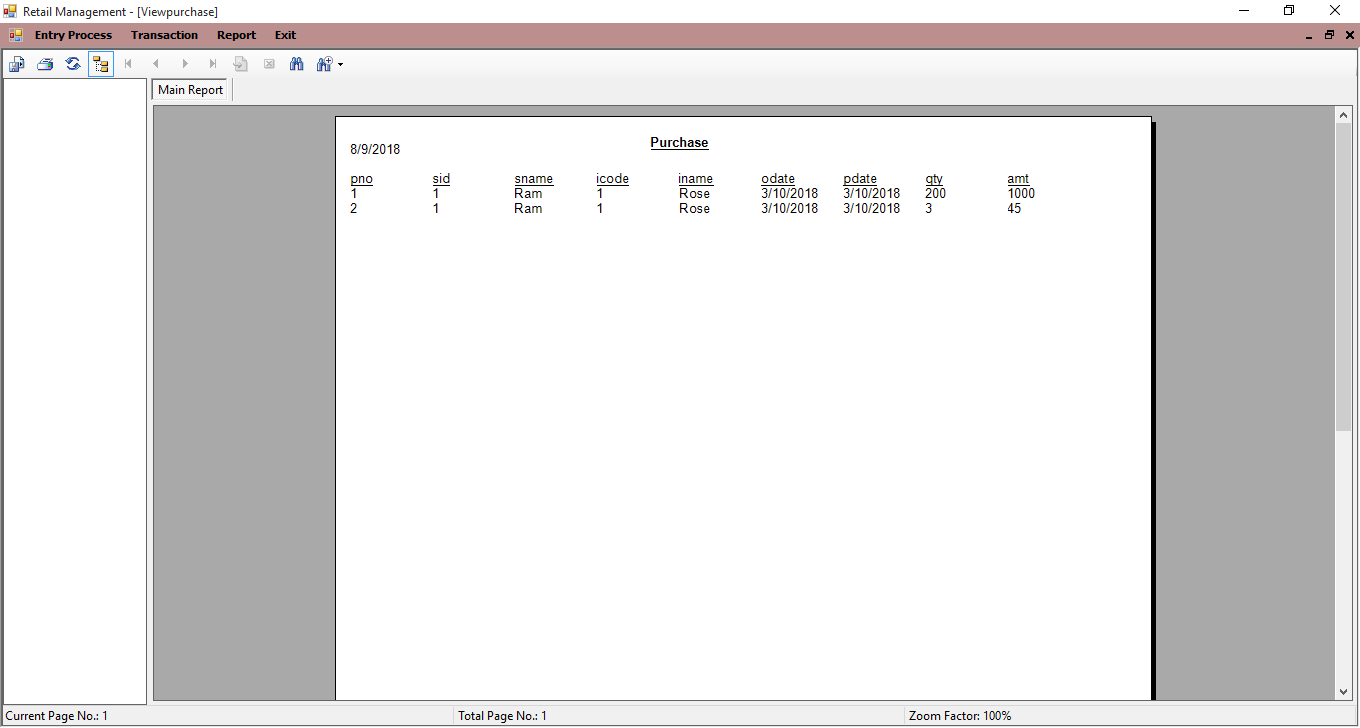 Retail Management - [Viewpurchase]
Entry Process Transaction Report Exit
Main Report
Purchase
8/9/2018
pno sid sname icode iname odate pdate qty amt
1 1 Ram 1 Rose 3/10/2018 3/10/2018 200 1000
2 1 Ram 1 Rose 3/10/2018 3/10/2018 3 45
Current Page No.: 1 Total Page No.: 1 Zoom Factor: 100%